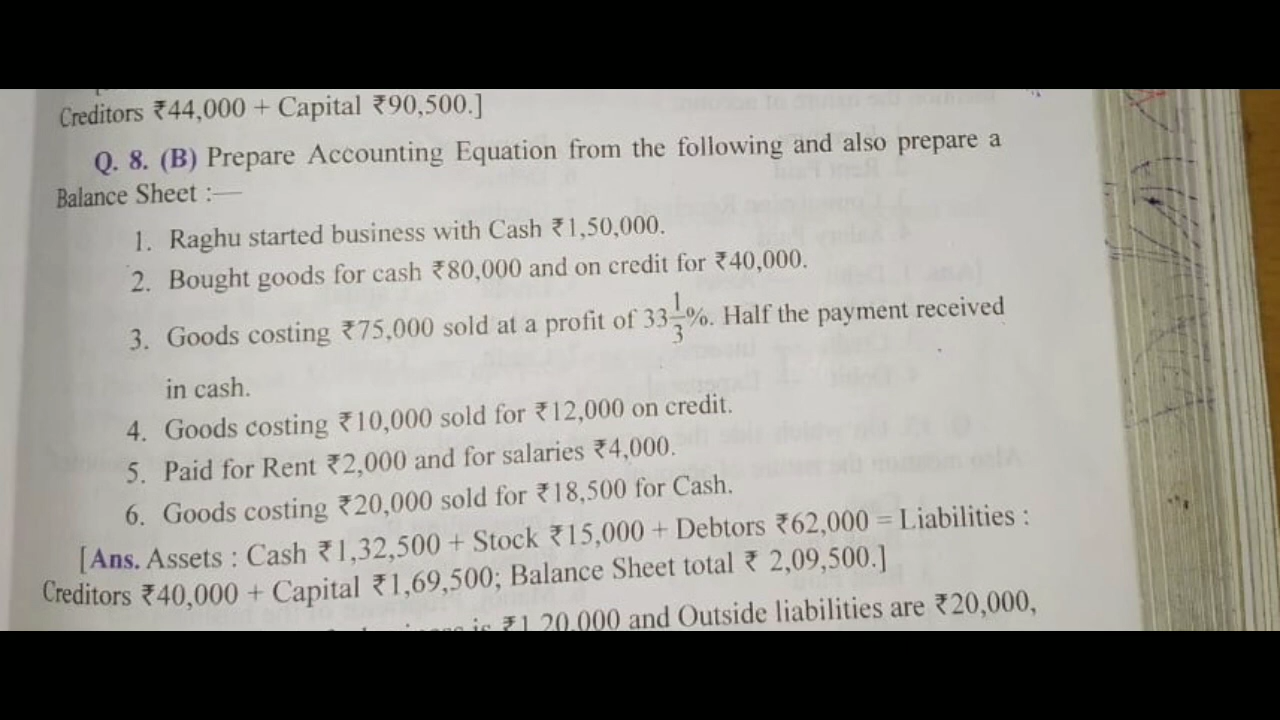 Creditors ₹44,000 + Capital ₹90,500.]
Q. 8. (B) Prepare Accounting Equation from the following and also prepare a
Balance Sheet :—
1. Raghu started business with Cash ₹1,50,000.
2. Bought goods for cash ₹80,000 and on credit for ₹40,000.
3. Goods costing ₹75,000 sold at a profit of 33 1/3%. Half the payment received
in cash.
4. Goods costing ₹10,000 sold for ₹12,000 on credit.
5. Paid for Rent ₹2,000 and for salaries ₹4,000.
6. Goods costing ₹20,000 sold for ₹18,500 for Cash.
[Ans. Assets : Cash ₹1,32,500 + Stock ₹15,000 + Debtors ₹62,000 = Liabilities :
Creditors ₹40,000 + Capital ₹1,69,500; Balance Sheet total ₹ 2,09,500.]
is ₹1,20,000 and Outside liabilities are ₹20,000,